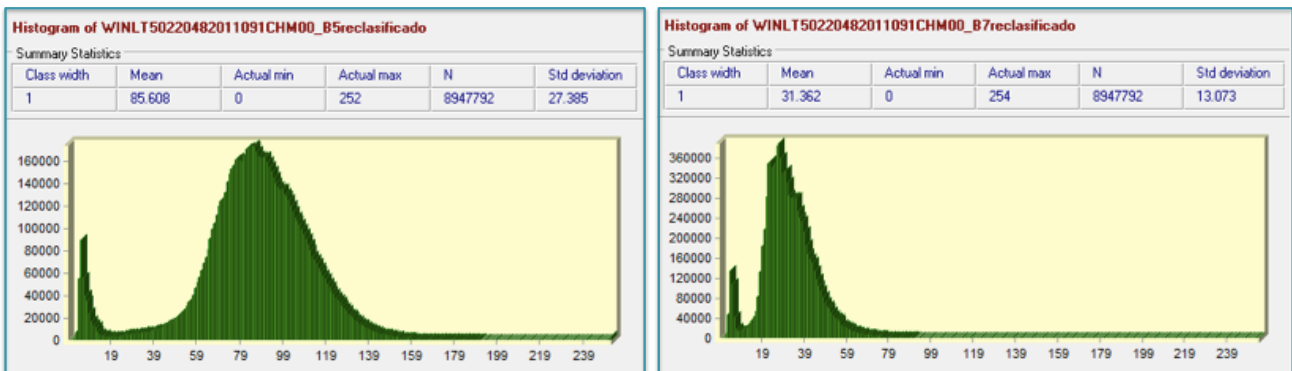 Histogram of WINLT50220482011091CHM00_B5reclasificado
Summary Statistics
Class width Mean Actual min Actual max N Std deviation
1 85.608 0 252 8947792 27.385
160000
140000
120000
100000
80000
60000
40000
20000
0
19 39 59 79 99 119 139 159 179 199 219 239
Histogram of WINLT50220482011091CHM00_B7reclasificado
Summary Statistics
Class width Mean Actual min Actual max N Std deviation
1 31.362 0 254 8947792 13.073
360000
320000
280000
240000
200000
160000
120000
80000
40000
0
19 39 59 79 99 119 139 159 179 199 219 239